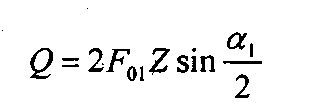 Q = 2F₀₁Z sin α₁/2